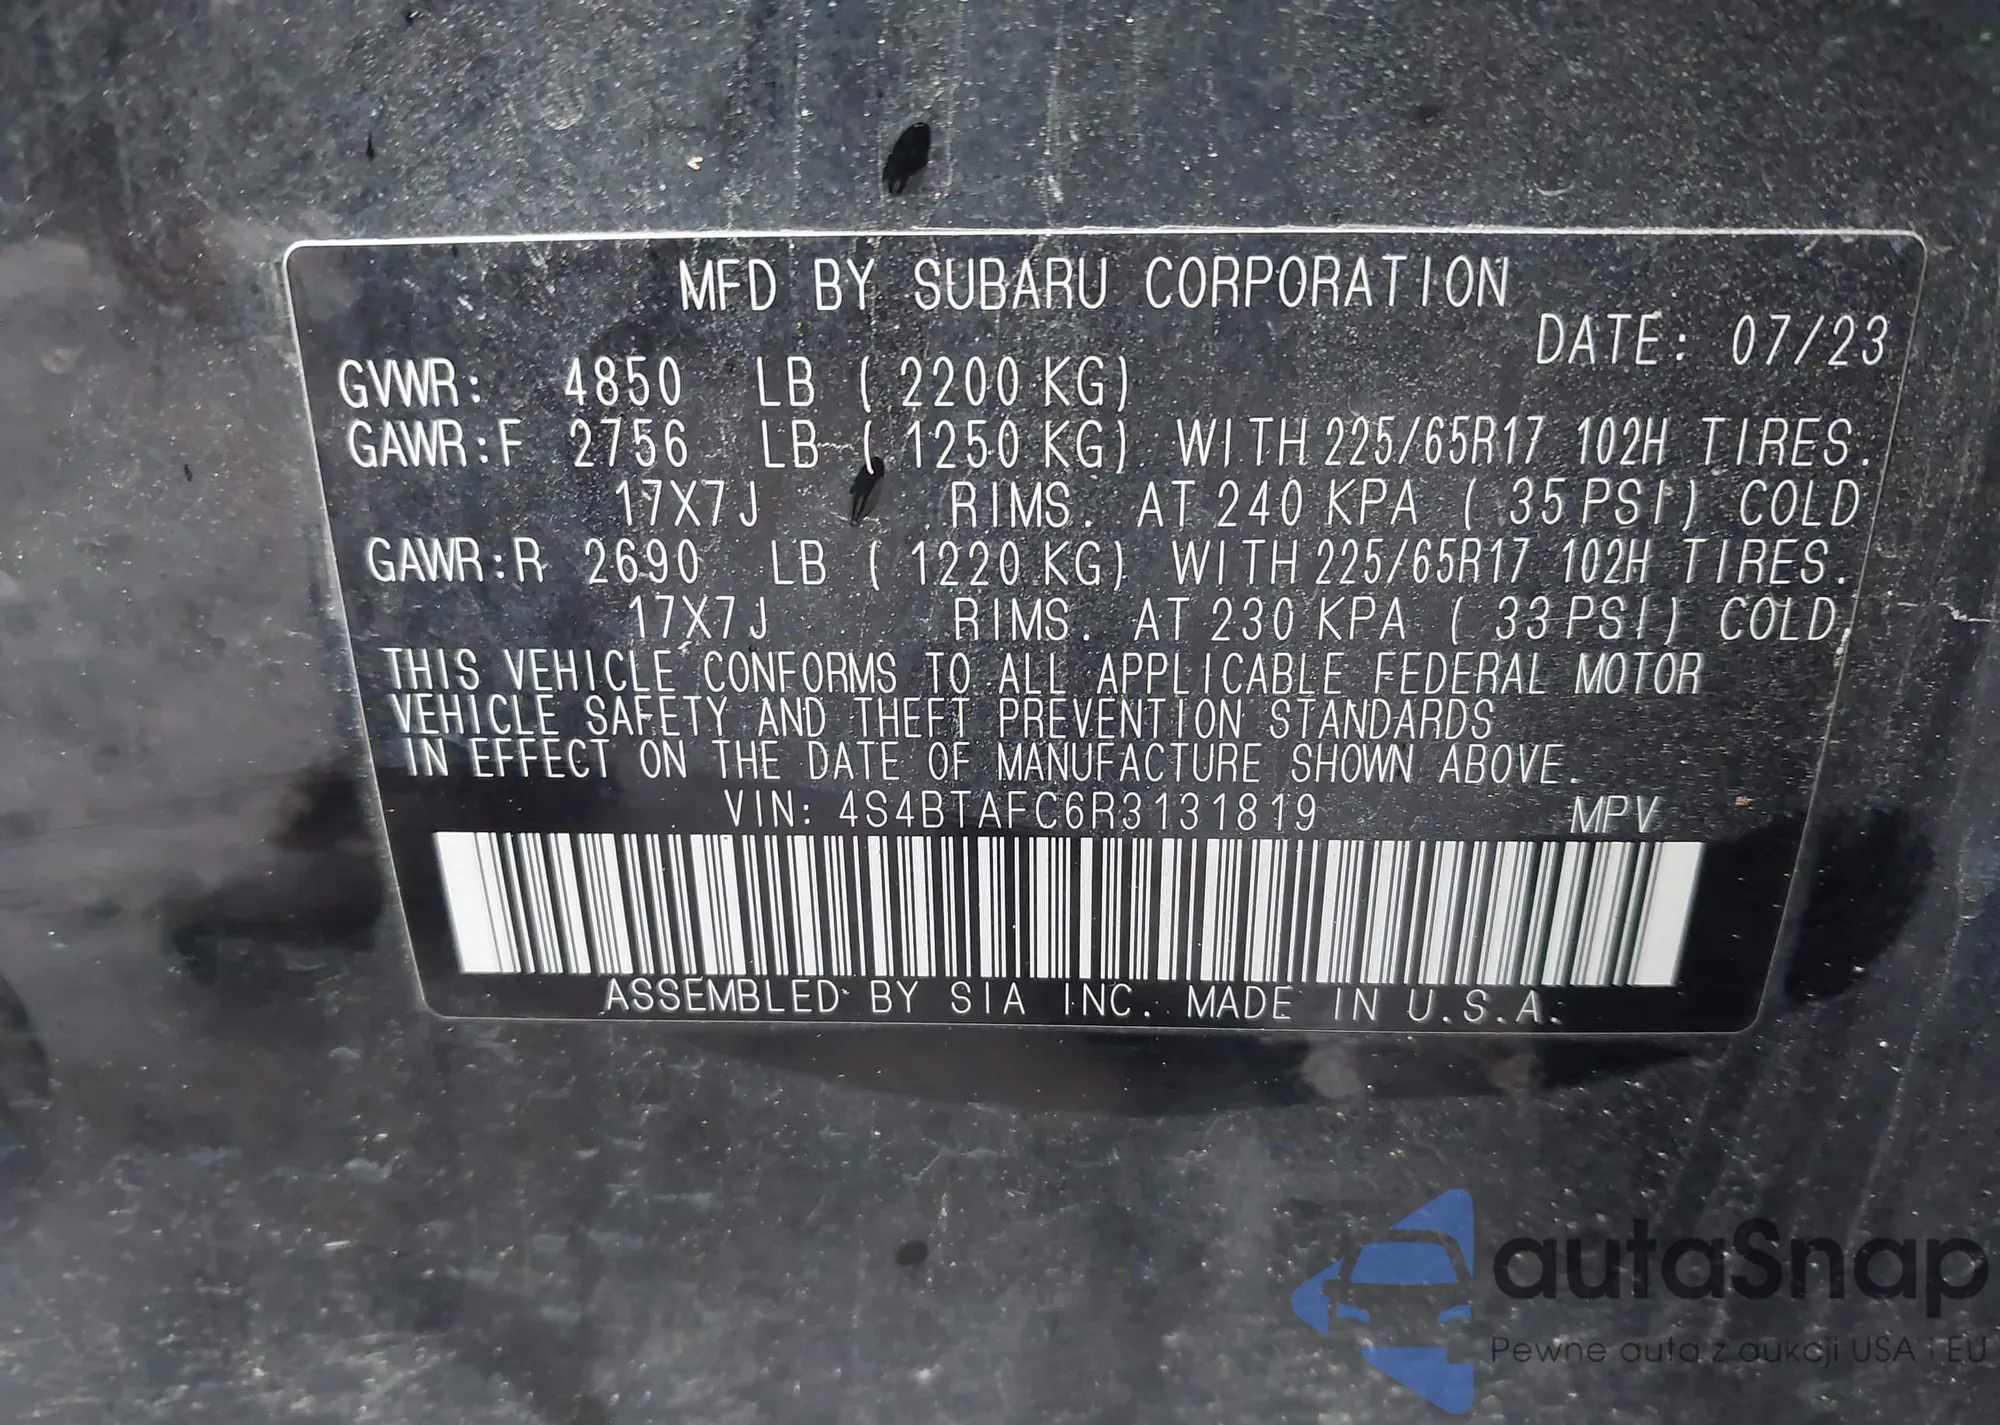 MFD BY SUBARU CORPORATION
DATE: 07/23
GVWR: 4850 LB ( 2200 KG)
GAWR:F 2756 LB ( 1250 KG) WITH 225/65R17 102H TIRES.
17X7J RIMS. AT 240 KPA ( 35 PSI) COLD
GAWR:R 2690 LB ( 1220 KG) WITH 225/65R17 102H TIRES.
17X7J RIMS. AT 230 KPA ( 33 PSI) COLD
THIS VEHICLE CONFORMS TO ALL APPLICABLE FEDERAL MOTOR
VEHICLE SAFETY AND THEFT PREVENTION STANDARDS
IN EFFECT ON THE DATE OF MANUFACTURE SHOWN ABOVE.
VIN: 4S4BTAFC6R3131819 MPV
ASSEMBLED BY SIA INC. MADE IN U.S.A.
autaSnap
Pewne auta z aukcji USA i EU